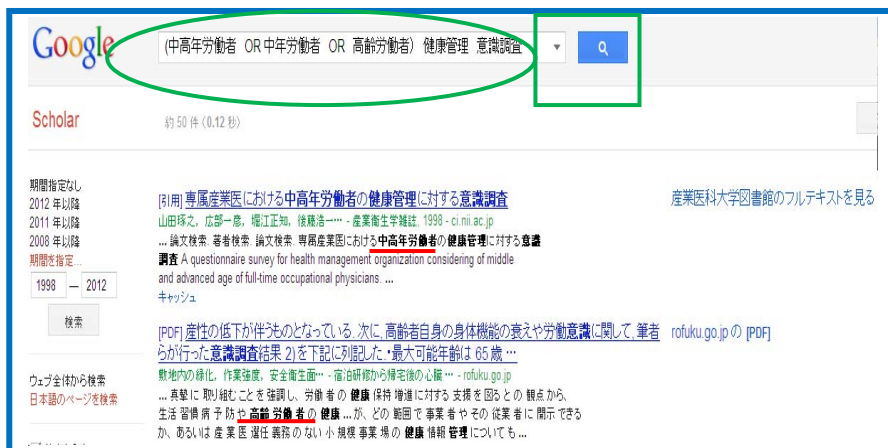 Google
(中高年労働者 OR中年労働者 OR 高齢労働者) 健康管理 意識調査
Scholar
約 50 件 (0.12 秒)
期間指定なし
2012 年以降
2011 年以降
2008 年以降
期間を指定...
1998 — 2012
検索
ウェブ全体から検索
日本語のページを検索
[引用] 専属産業医における中高年労働者の健康管理に対する意識調査
山田琢之, 広部一彦, 堀江正知, 後藤浩一… - 産業衛生学雑誌, 1998 - ci.nii.ac.jp
... 論文検索. 著者検索. 論文検索. 専属産業医における中高年労働者の健康管理に対する意識
調査 A questionnaire survey for health management organization considering of middle
and advanced age of full-time occupational physicians. ...
キャッシュ
産業医科大学図書館のフルテキストを見る
[PDF] 産性の低下が伴うものとなっている. 次に, 高齢者自身の身体機能の衰えや労働意識に関して, 筆者
らが行った意識調査結果 2)を下記に列記した.•最大可能年齢は 65 歳 …
敷地内の緑化, 作業強度, 安全衛生面… - 宿泊研修から帰宅後の心臓 … - rofuku.go.jp
... 真摯に 取り組むことを強調し、労働者の 健康 保持増進に対する 支援 を図るとの 観点から、
生活 習慣病 予防や 高齢 労働者の 健康 ...が、どの 範囲で 事業者 やその 従業者 に 開示できる
か、あるいは 産業医 選任義務のない 小規模 事業場の 健康 情報 管理 についても ...
rofuku.go.jp の [PDF]